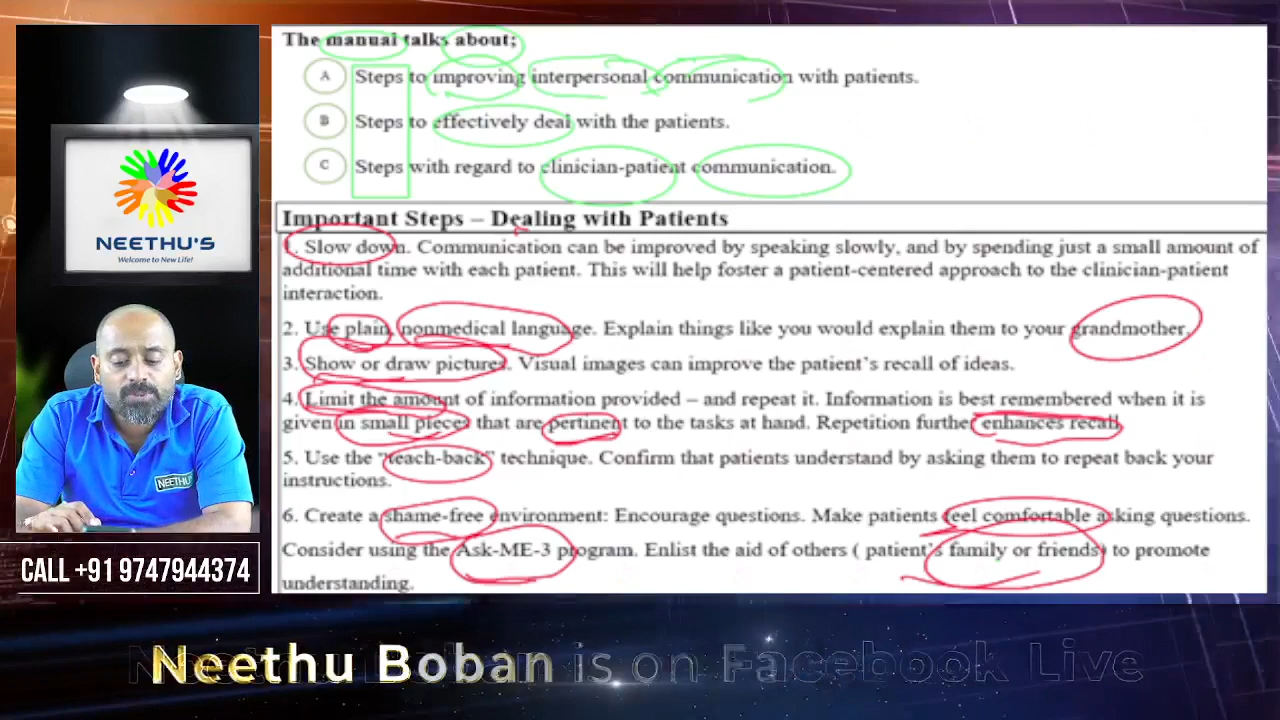 The manual talks about;
A Steps to improving interpersonal communication with patients.
B Steps to effectively deal with the patients.
C Steps with regard to clinician-patient communication.
Important Steps – Dealing with Patients
1. Slow down. Communication can be improved by speaking slowly, and by spending just a small amount of
additional time with each patient. This will help foster a patient-centered approach to the clinician-patient
interaction.
2. Use plain, nonmedical language. Explain things like you would explain them to your grandmother.
3. Show or draw pictures. Visual images can improve the patient's recall of ideas.
4. Limit the amount of information provided – and repeat it. Information is best remembered when it is
given in small pieces that are pertinent to the tasks at hand. Repetition further enhances recall
5. Use the "teach-back" technique. Confirm that patients understand by asking them to repeat back your
instructions.
6. Create a shame-free environment: Encourage questions. Make patients feel comfortable asking questions.
Consider using the Ask-ME-3 program. Enlist the aid of others ( patient's family or friends) to promote
understanding.
NEETHU'S
Welcome to New Life!
NEETHU'S
CALL +91 9747944374
Neethu Boban is on Facebook Live